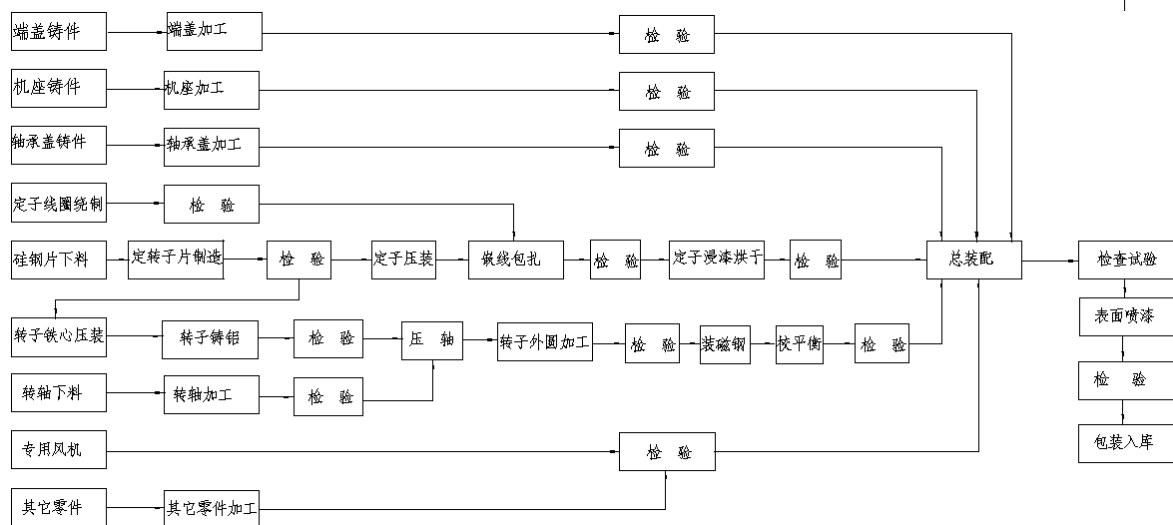 端盖铸件
端盖加工
检 验
机座铸件
机座加工
检 验
轴承盖铸件
轴承盖加工
检 验
定子线圈绕制
检 验
硅钢片下料
定转子片制造
检 验
定子压装
嵌线包扎
检 验
定子浸漆烘干
检 验
总装配
检查试验
表面喷漆
转子铁心压装
转子铸铝
检 验
压 轴
转子外圆加工
检 验
装磁钢
校平衡
检 验
检 验
转轴下料
转轴加工
检 验
包装入库
专用风机
检 验
其它零件
其它零件加工